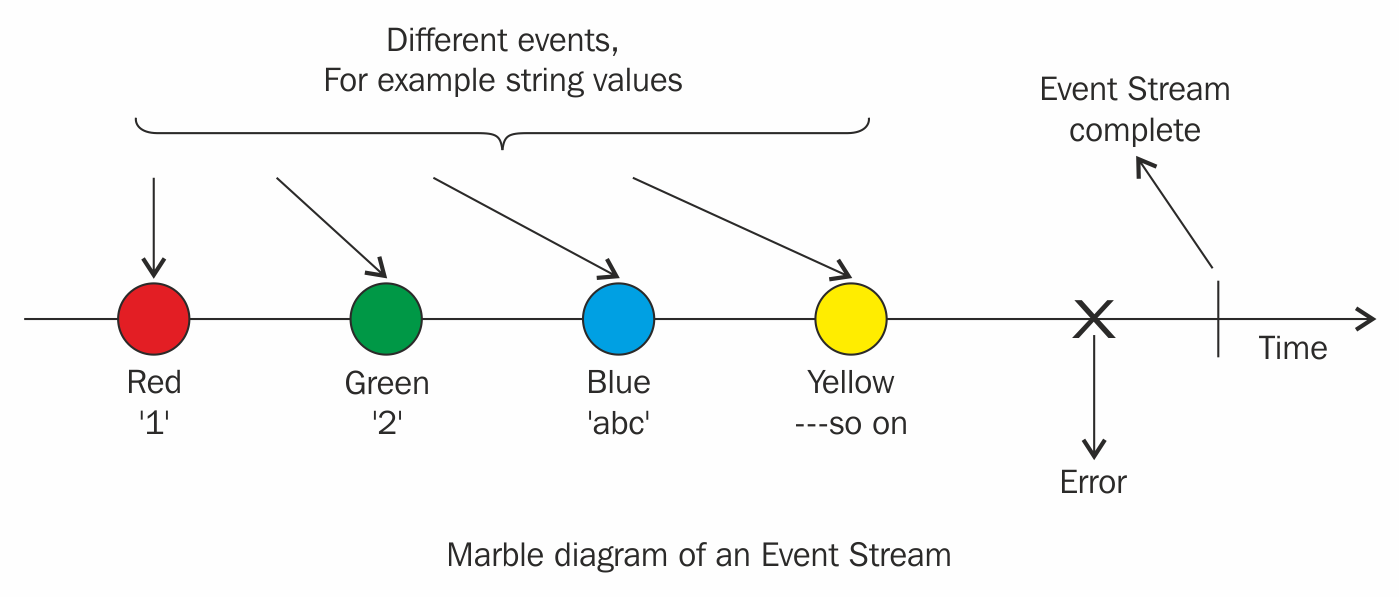 Different events,
For example string values
Event Stream
complete
Time
Red
'1'
Green
'2'
Blue
'abc'
Yellow
---so on
Error
Marble diagram of an Event Stream